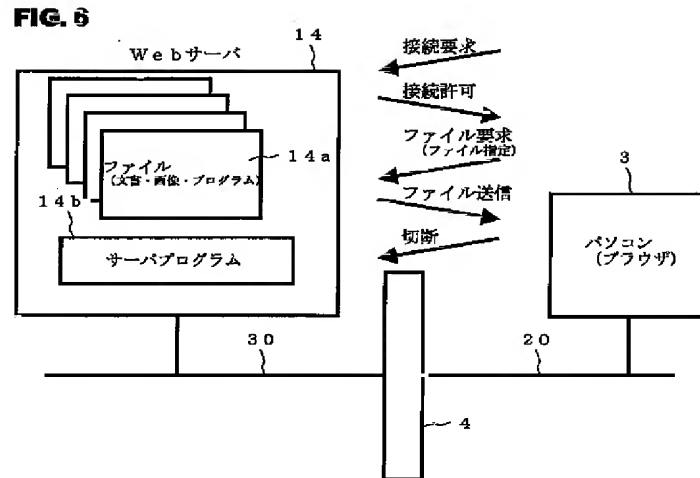 FIG. 6
14
Webサーバ
接続要求
接続許可
ファイル要求
(ファイル指定)
ファイル送信
切断
ファイル
(文書・画像・プログラム)
14a
14b
サーバプログラム
3
パソコン
(ブラウザ)
30
20
4